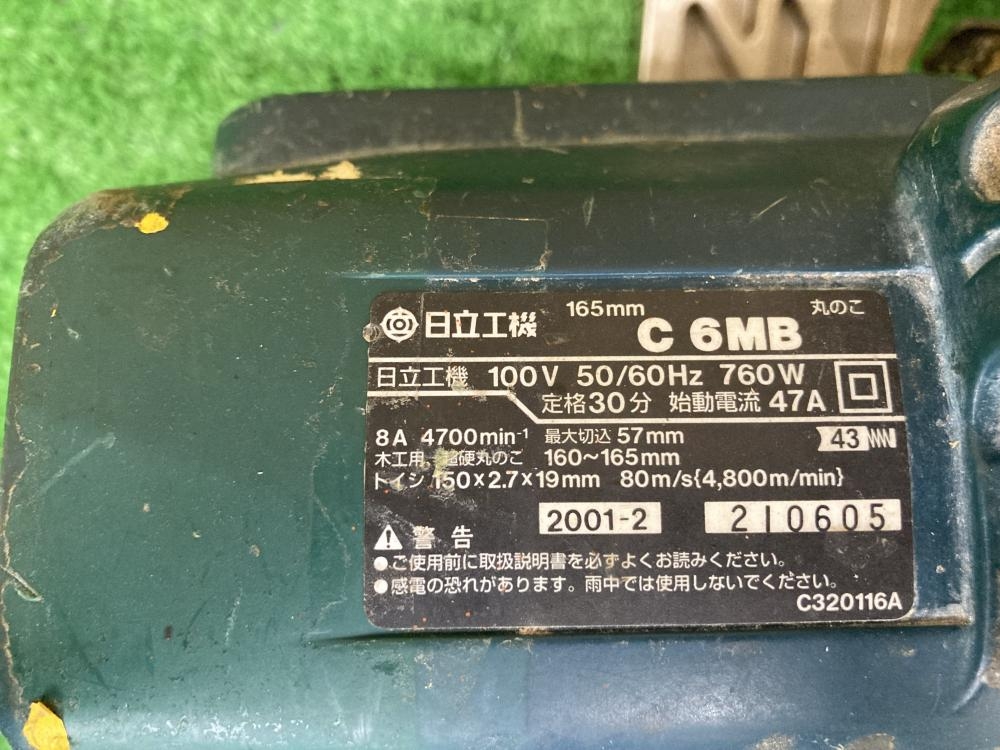 165mm 丸のこ
日立工機 C 6MB
日立工機 100V 50/60Hz 760W
定格30分 始動電流 47A
8A 4700min-1 最大切込 57mm 43
木工用 超硬丸のこ 160~165mm
トイシ 150×2.7×19mm 80m/s{4,800m/min}
2001-2 210605
警告
●ご使用前に取扱説明書を必ずよくお読みください。
●感電の恐れがあります。雨中では使用しないでください。
C320116A